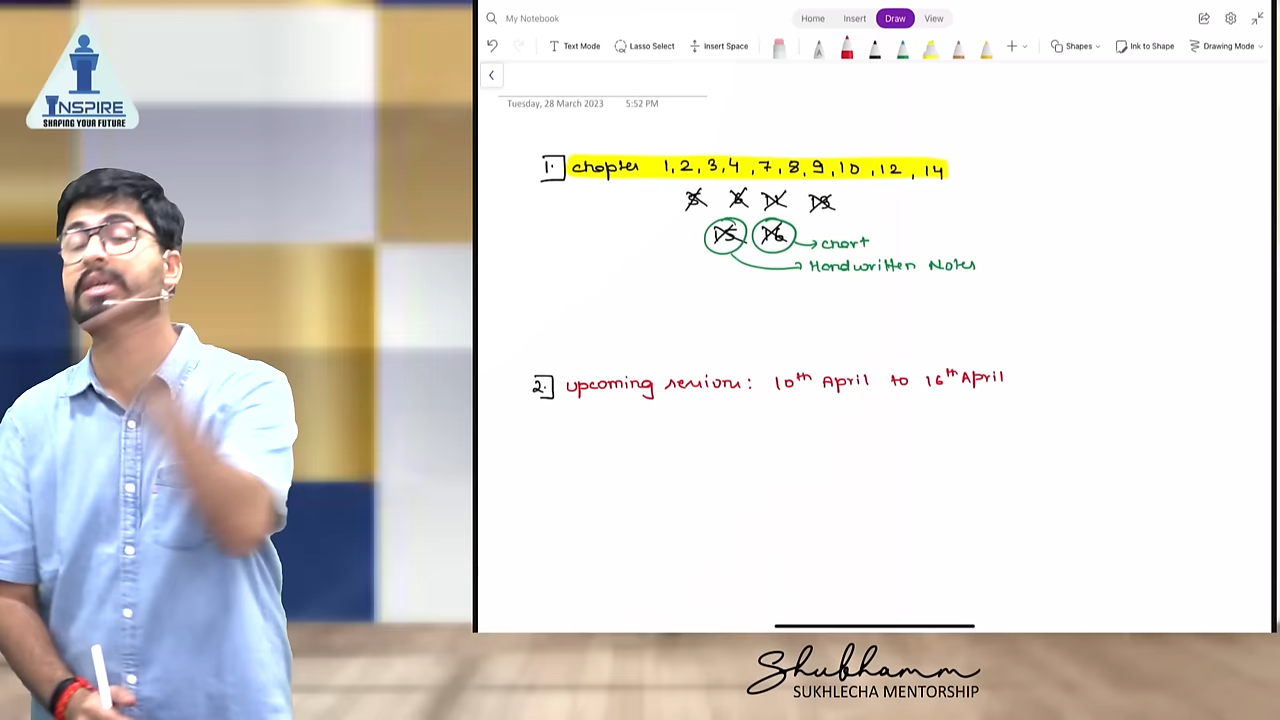 INSPIRE
SHAPING YOUR FUTURE
My Notebook
Home Insert Draw View
Text Mode Lasso Select Insert Space Shapes Ink to Shape Drawing Mode
Tuesday, 28 March 2023 5:52 PM
1. chapter 1, 2, 3, 4, 7, 8, 9, 10, 12, 14
chart
Handwritten Notes
2. upcoming sessions: 10th April to 16th April
Shubhamm
SUKHLECHA MENTORSHIP